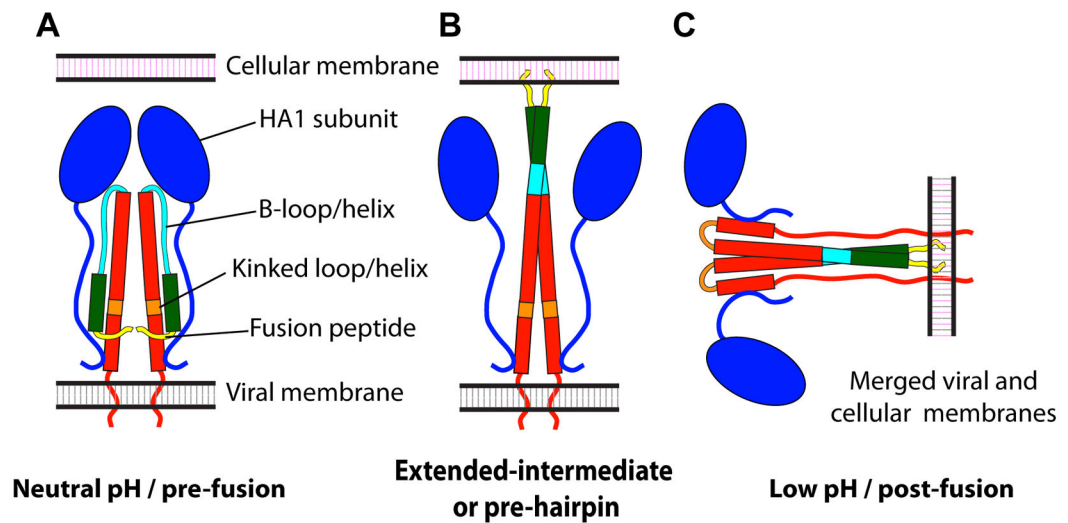 A
B
C
Cellular membrane
HA1 subunit
B-loop/helix
Kinked loop/helix
Fusion peptide
Viral membrane
Merged viral and
cellular membranes
Neutral pH / pre-fusion
Extended-intermediate
or pre-hairpin
Low pH / post-fusion